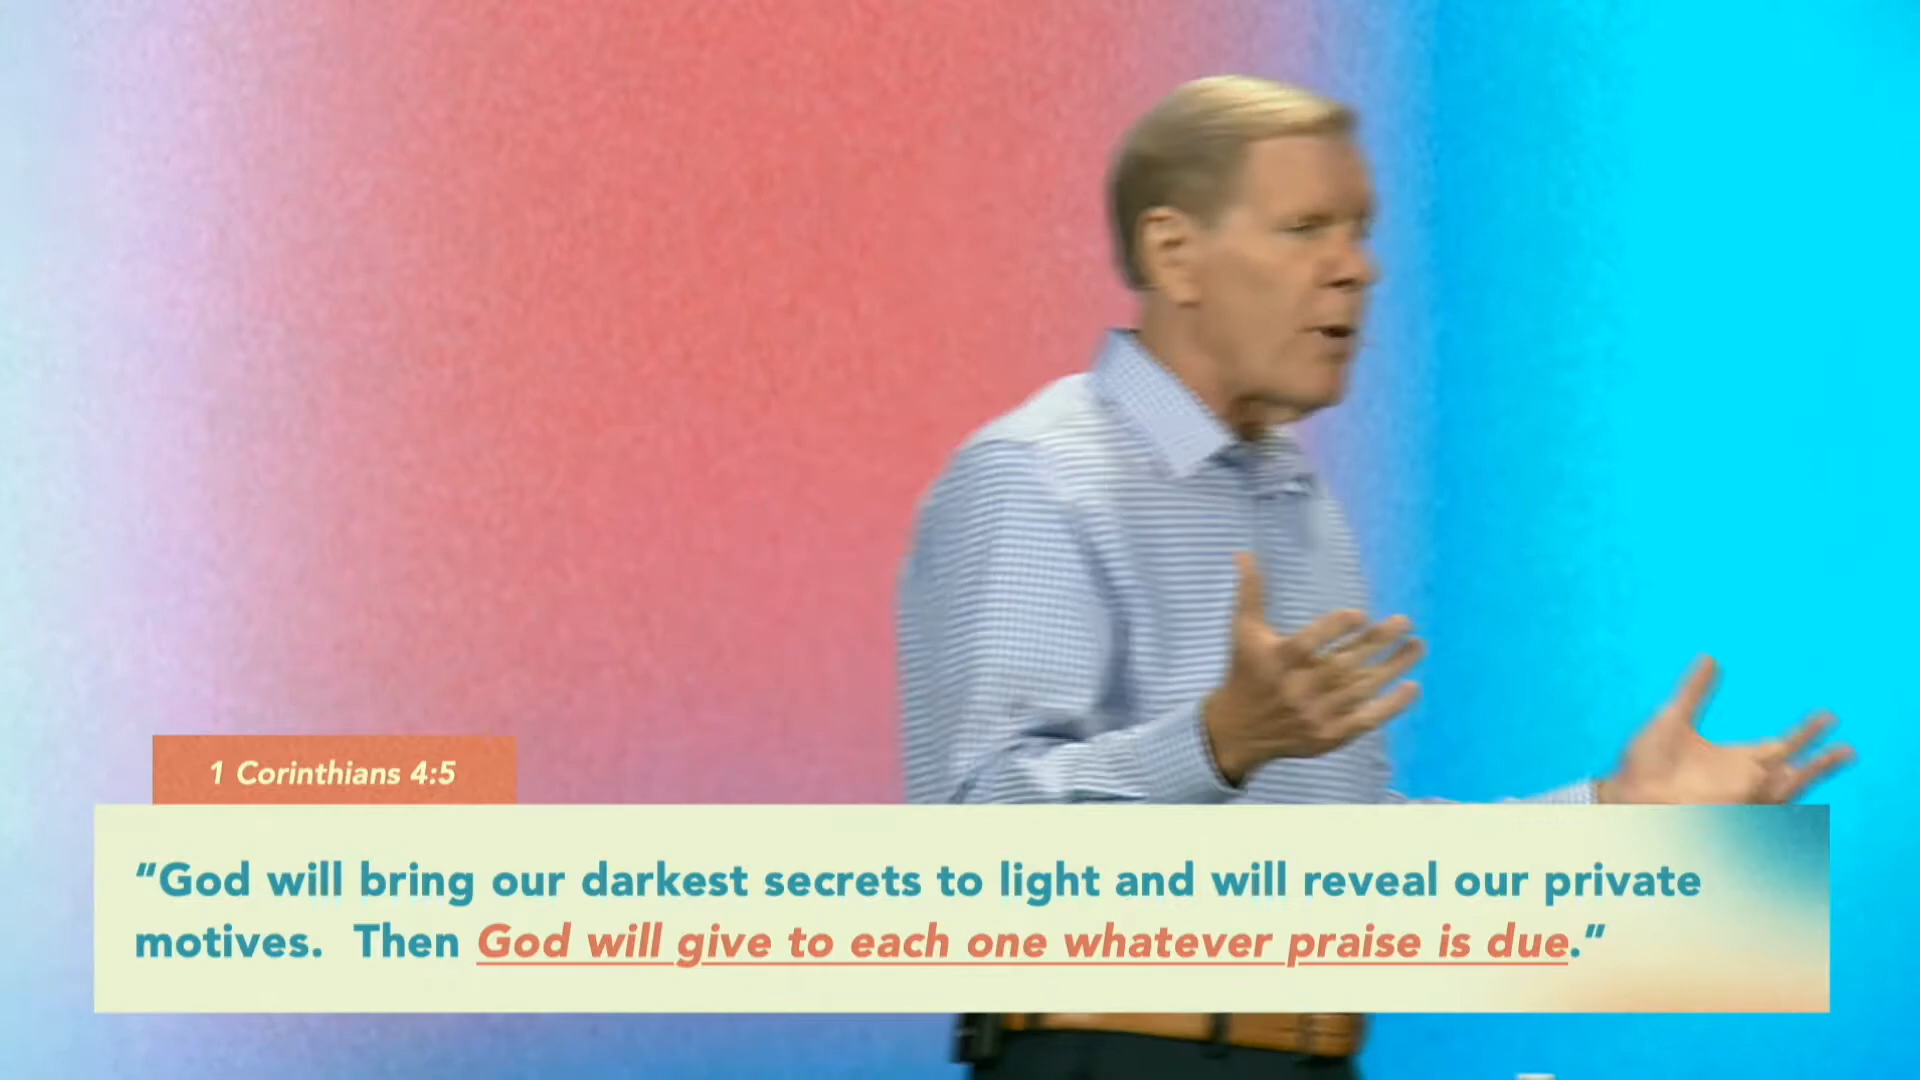 1 Corinthians 4:5
"God will bring our darkest secrets to light and will reveal our private
motives. Then God will give to each one whatever praise is due."